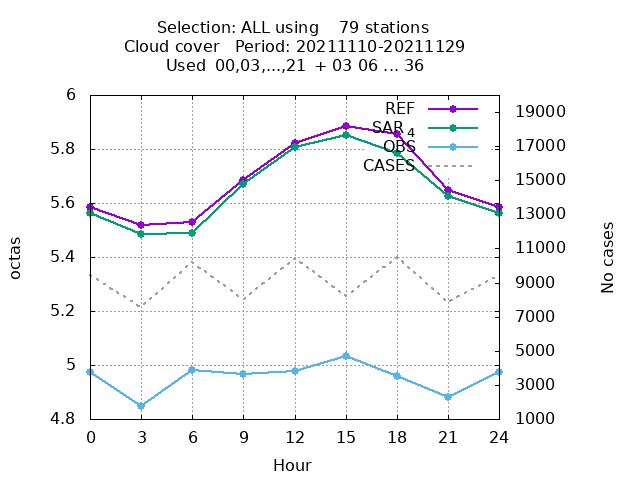 Selection: ALL using    79 stations
Cloud cover   Period: 20211110-20211129
Used  00,03,...,21  + 03 06 ... 36
6
5.8
5.6
5.4
5.2
5
4.8
octas
REF
SAR 4
OBS
CASES
19000
17000
15000
13000
11000
9000
7000
5000
3000
1000
No cases
0 3 6 9 12 15 18 21 24
Hour